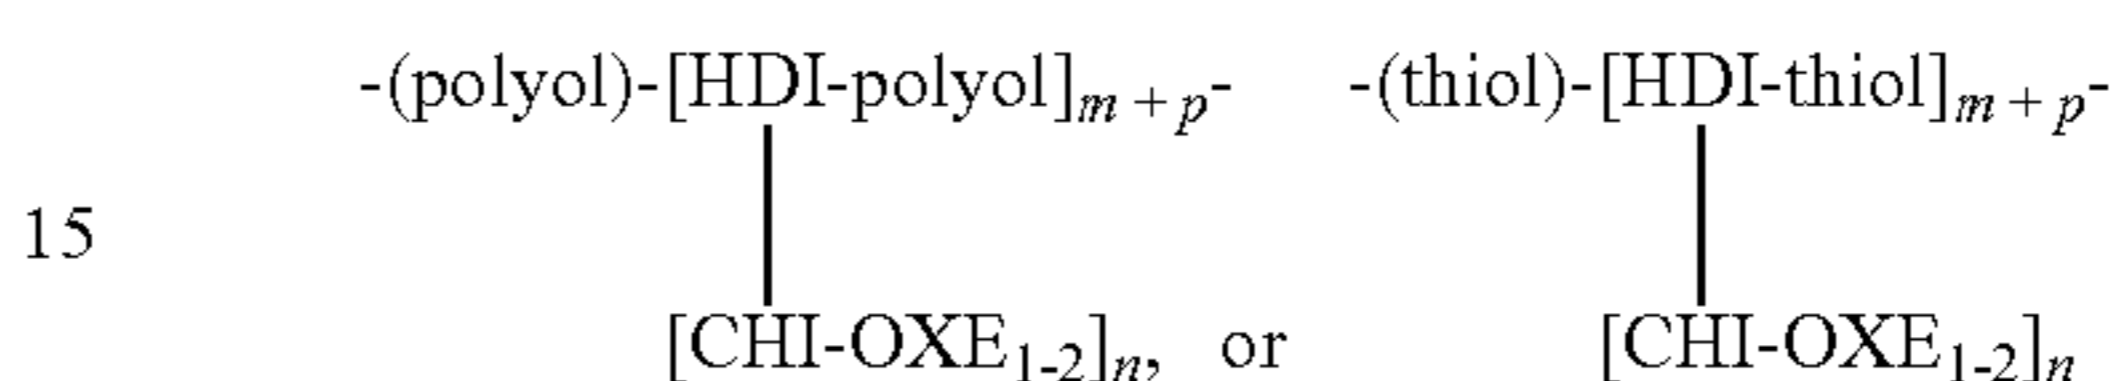 -(polyol)-[HDI-polyol]m + p- -(thiol)-[HDI-thiol]m + p-
15
[CHI-OXE1-2]n, or [CHI-OXE1-2]n